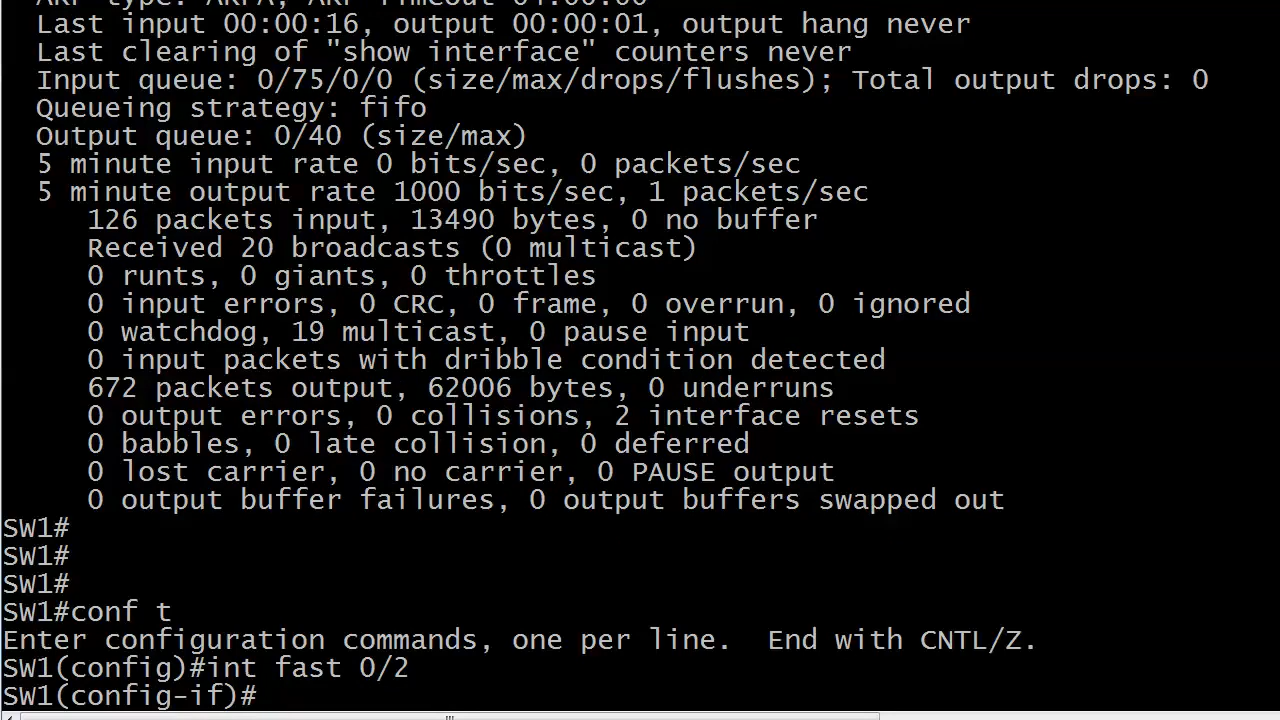 ARP type: ARPA, ARP Timeout 04:00:00
Last input 00:00:16, output 00:00:01, output hang never
Last clearing of "show interface" counters never
Input queue: 0/75/0/0 (size/max/drops/flushes); Total output drops: 0
Queueing strategy: fifo
Output queue: 0/40 (size/max)
5 minute input rate 0 bits/sec, 0 packets/sec
5 minute output rate 1000 bits/sec, 1 packets/sec
126 packets input, 13490 bytes, 0 no buffer
Received 20 broadcasts (0 multicast)
0 runts, 0 giants, 0 throttles
0 input errors, 0 CRC, 0 frame, 0 overrun, 0 ignored
0 watchdog, 19 multicast, 0 pause input
0 input packets with dribble condition detected
672 packets output, 62006 bytes, 0 underruns
0 output errors, 0 collisions, 2 interface resets
0 babbles, 0 late collision, 0 deferred
0 lost carrier, 0 no carrier, 0 PAUSE output
0 output buffer failures, 0 output buffers swapped out
SW1#
SW1#
SW1#
SW1#conf t
Enter configuration commands, one per line.  End with CNTL/Z.
SW1(config)#int fast 0/2
SW1(config-if)#